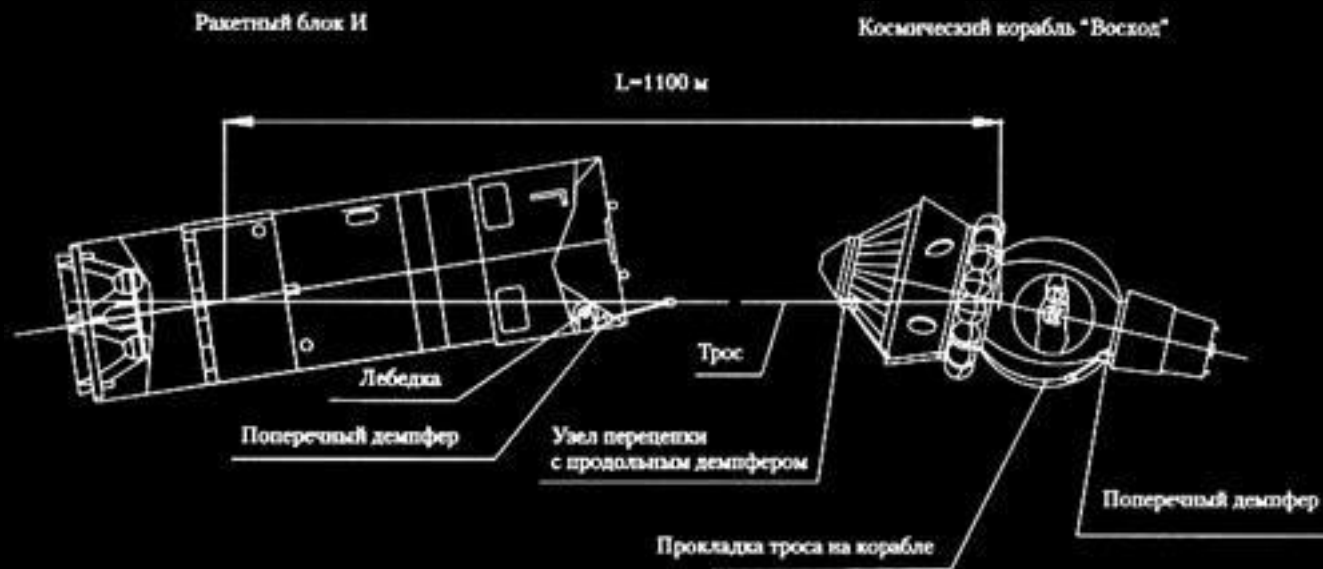 Ракетный блок И
Космический корабль "Восход"
L=1100 м
Трос
Лебедка
Поперечный демпфер
Узел перецепки
с продольным демпфером
Поперечный демпфер
Прокладка троса на корабле